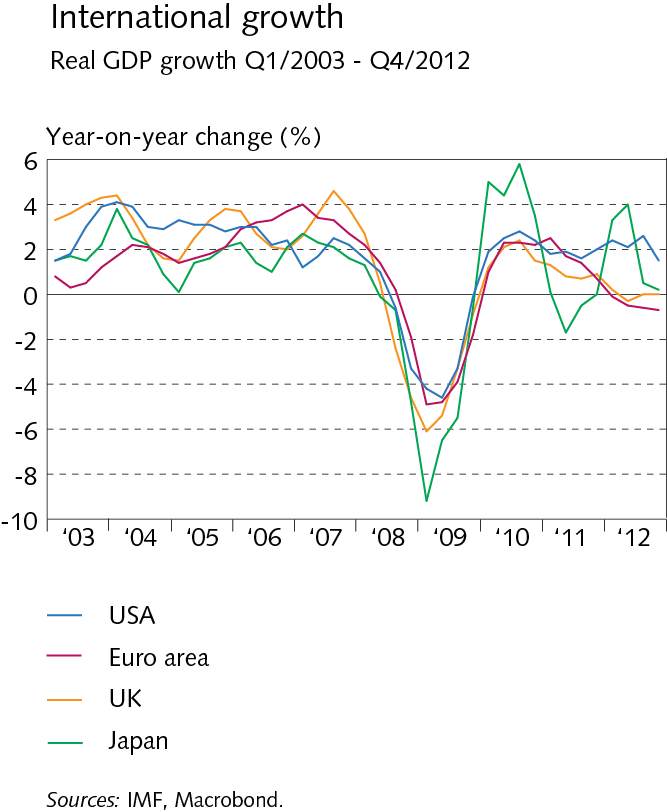 International growth
Real GDP growth Q1/2003 - Q4/2012
Year-on-year change (%)
6
4
2
0
-2
-4
-6
-8
-10
‘03 ‘04 ‘05 ‘06 ‘07 ‘08 ‘09 ‘10 ‘11 ‘12
USA
Euro area
UK
Japan
Sources: IMF, Macrobond.